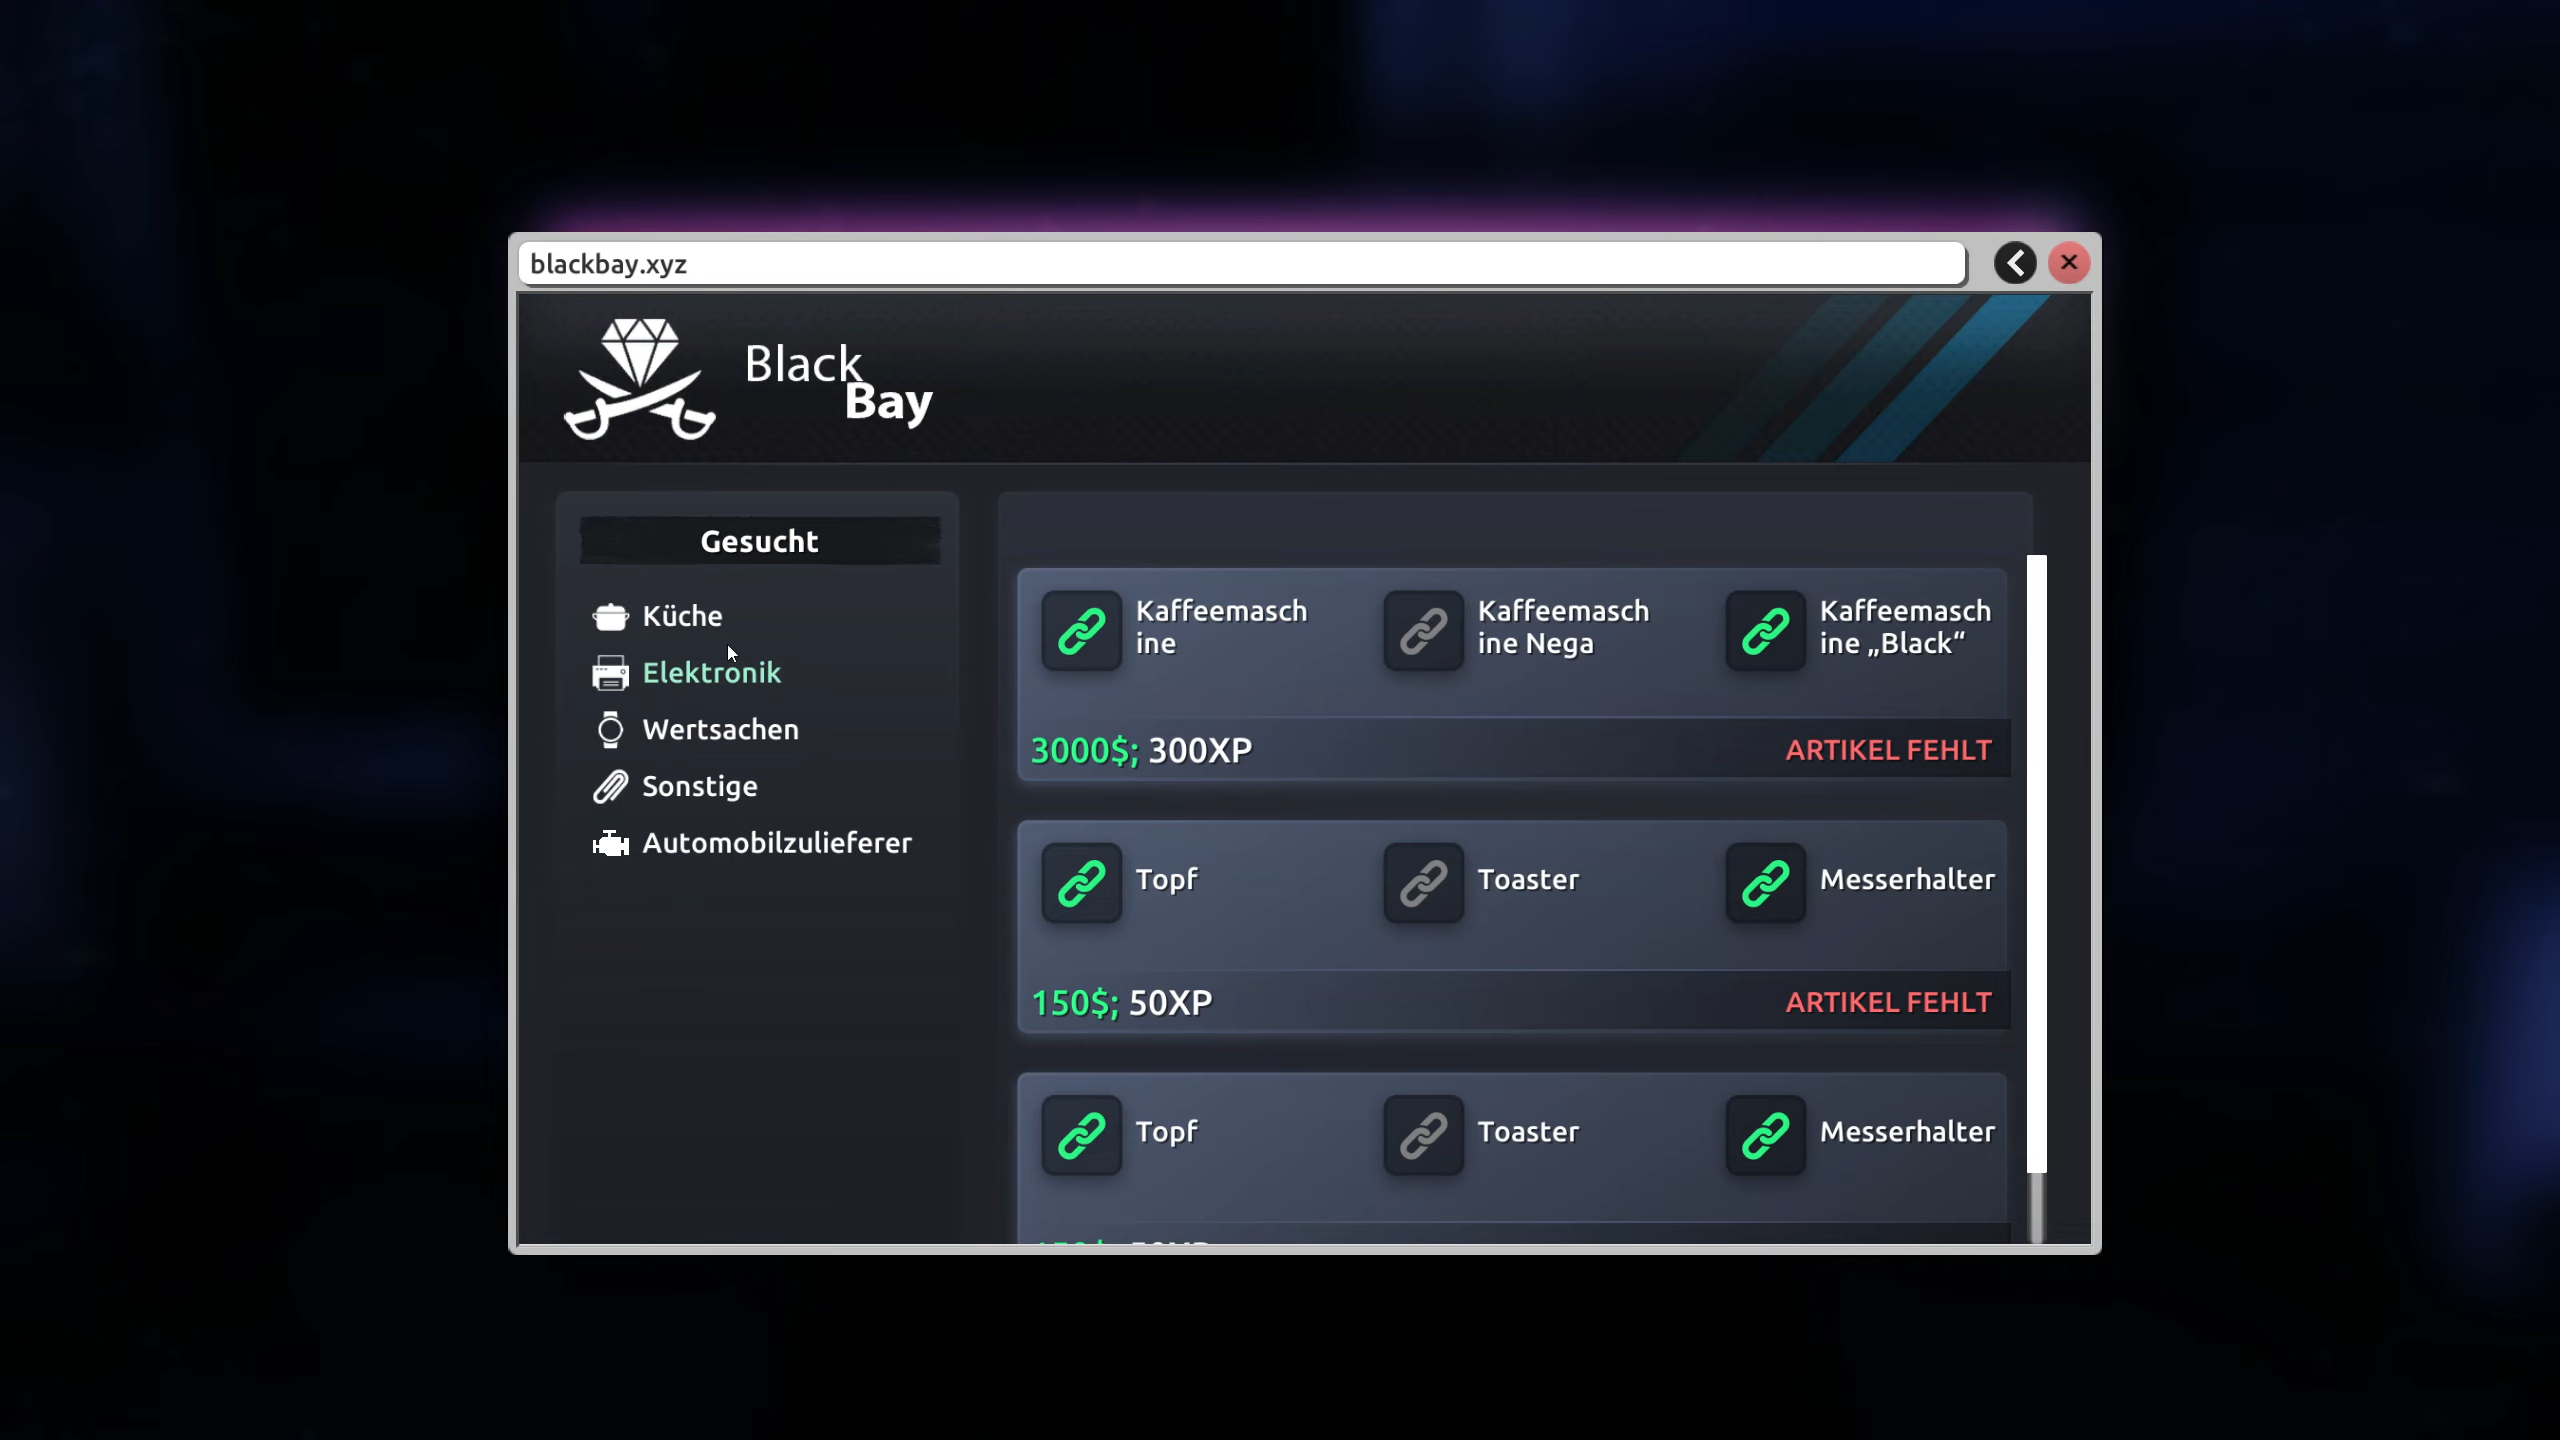 blackbay.xyz
Black
Bay
Gesucht
Küche
Elektronik
Wertsachen
Sonstige
Automobilzulieferer
Kaffeemasch
ine
Kaffeemasch
ine Nega
Kaffeemasch
ine „Black“
3000$; 300XP
ARTIKEL FEHLT
Topf
Toaster
Messerhalter
150$; 50XP
ARTIKEL FEHLT
Topf
Toaster
Messerhalter